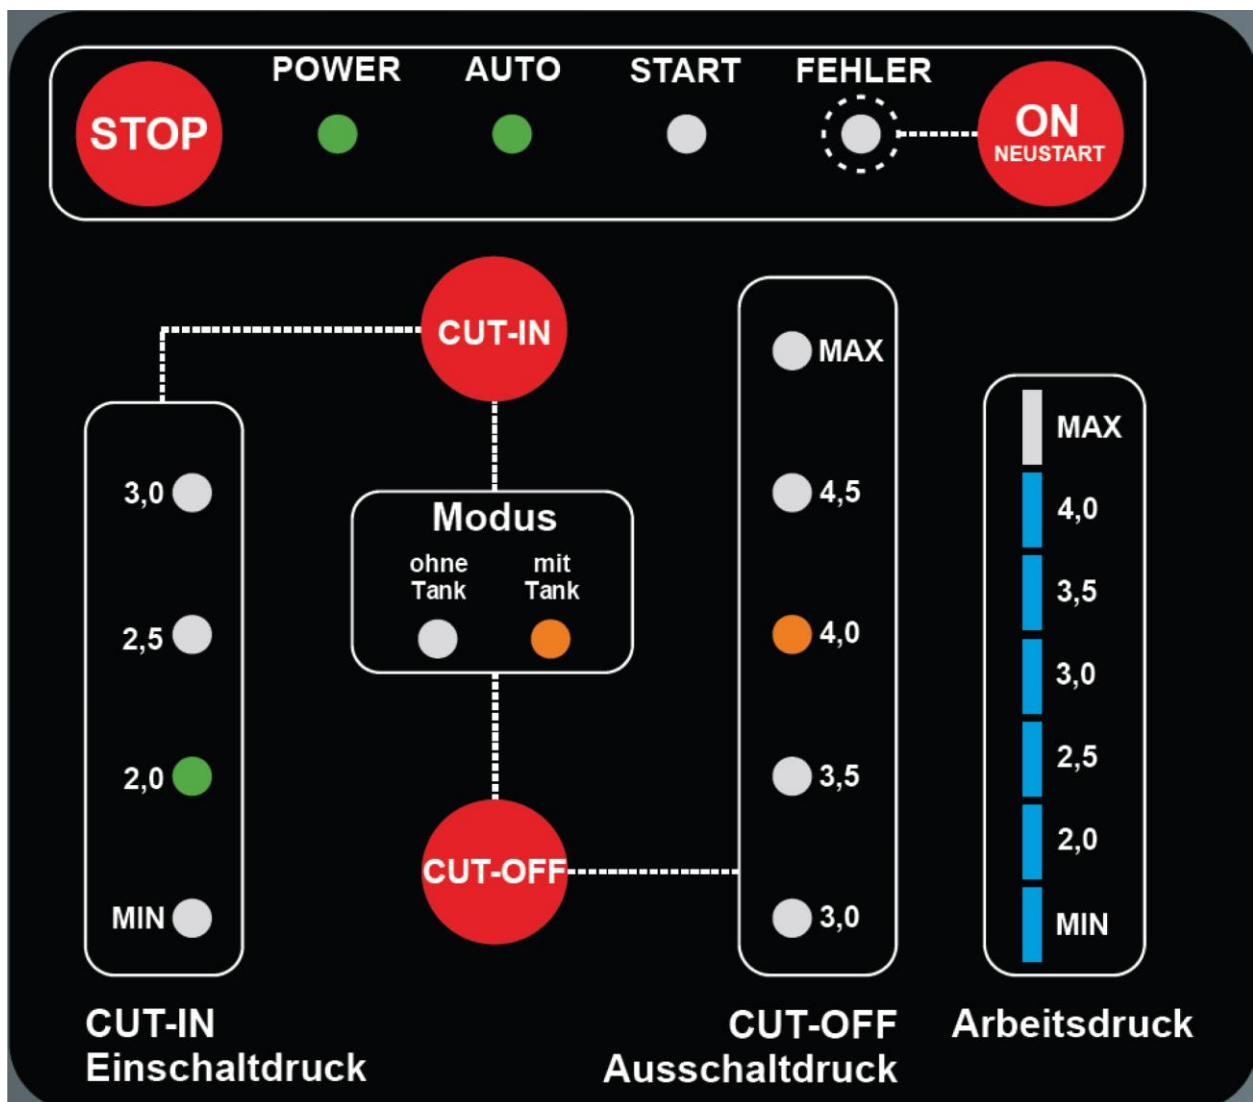 POWER AUTO START FEHLER
STOP
ON
NEUSTART
CUT-IN
3,0
2,5
2,0
MIN
CUT-IN
Einschaltdruck
Modus
ohne mit
Tank Tank
CUT-OFF
MAX
4,5
4,0
3,5
3,0
CUT-OFF
Ausschaltdruck
MAX
4,0
3,5
3,0
2,5
2,0
MIN
Arbeitsdruck